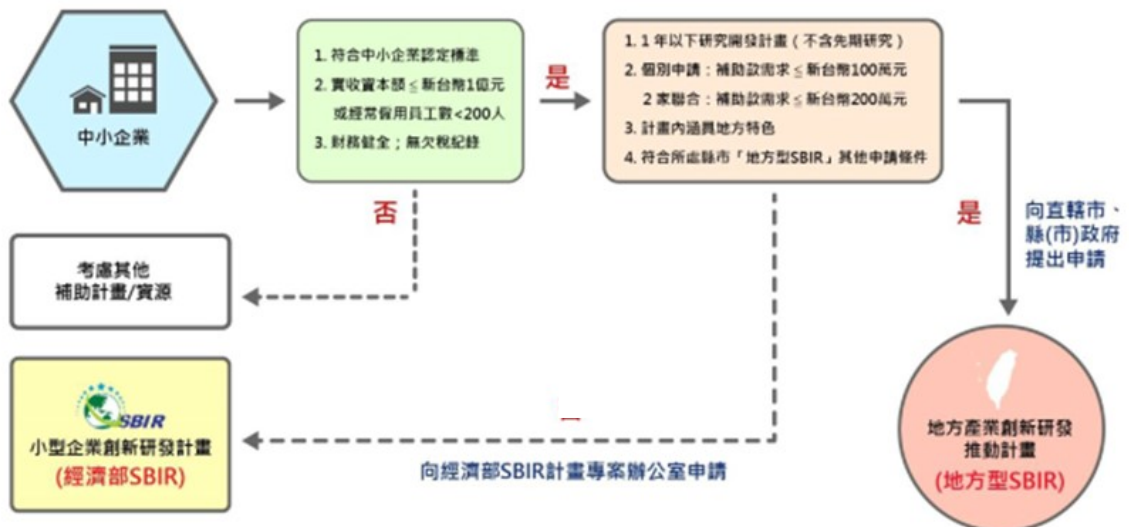 中小企業
1. 符合中小企業認定標準
2. 實收資本額≦新台幣1億元
或經常僱用員工數<200人
3. 財務健全；無欠稅紀錄
是
1. 1 年以下研究開發計畫（不含先期研究）
2. 個別申請：補助款需求≦新台幣100萬元
2 家聯合：補助款需求≦新台幣200萬元
3. 計畫內涵具地方特色
4. 符合所處縣市「地方型SBIR」其他申請條件
否
是
向直轄市、
縣(市)政府
提出申請
考慮其他
補助計畫/資源
SBIR
小型企業創新研發計畫
(經濟部SBIR)
向經濟部SBIR計畫專案辦公室申請
地方產業創新研發
推動計畫
(地方型SBIR)